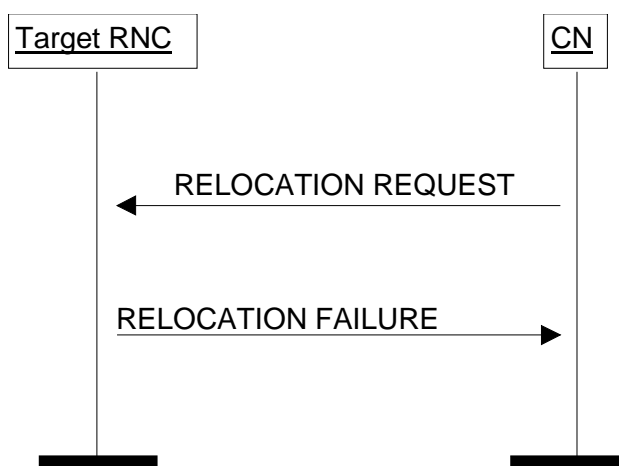 Target RNC
CN
RELOCATION REQUEST
RELOCATION FAILURE